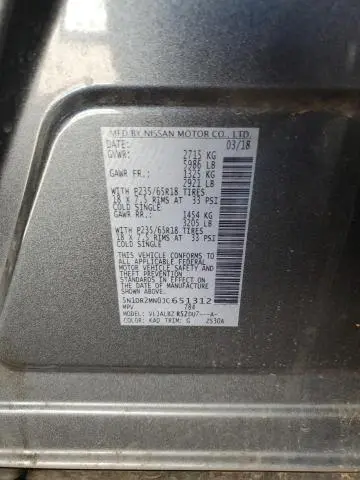 MFD BY NISSAN MOTOR CO., LTD.
DATE: 03/18
GVWR: 2715 KG
5986 LB
GAWR FR.: 1325 KG
2921 LB
WITH P235/65R18 TIRES
18 X 7.5 RIMS AT 33 PSI
COLD SINGLE
GAWR RR.: 1454 KG
3205 LB
WITH P235/65R18 TIRES
18 X 7.5 RIMS AT 33 PSI
COLD SINGLE
THIS VEHICLE CONFORMS TO
ALL APPLICABLE FEDERAL
MOTOR VEHICLE SAFETY AND
THEFT PREVENTION STANDARDS
IN EFFECT ON THE DATE OF
MANUFACTURE SHOWN ABOVE.
5N1DR2MN0JC651312
MPV 784
MODEL: R52DUZ---A-
COLOR: KAD TRIM: G